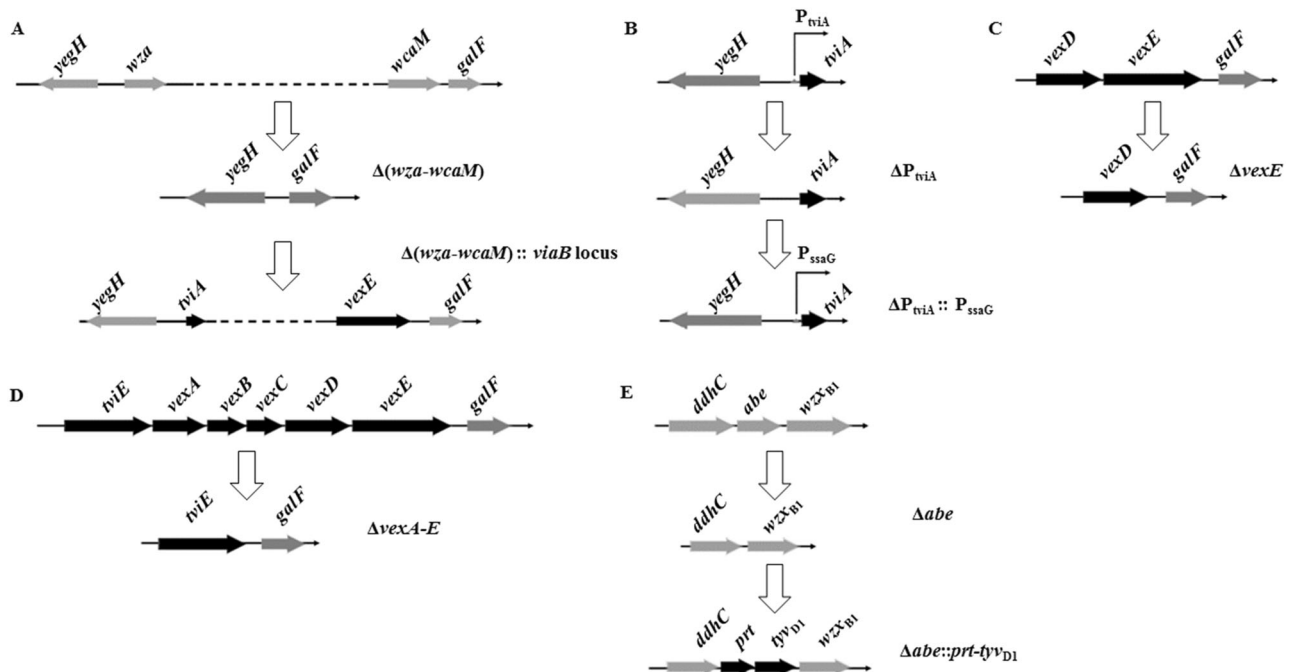 A
yegH wza wcaM galF
yegH galF
Δ(wza-wcaM)
Δ(wza-wcaM) :: viaB locus
yegH tviA vexE galF
B
PtviA
yegH tviA
yegH tviA
ΔPtviA
PssaG
yegH tviA
ΔPtviA :: PssaG
C
vexD vexE galF
vexD galF
ΔvexE
D
tviE vexA vexB vexC vexD vexE galF
tviE galF
ΔvexA-E
E
ddhC abe wzxB1
ddhC wzxB1
Δabe
ddhC prt tyvD1 wzxB1
Δabe::prt-tyvD1